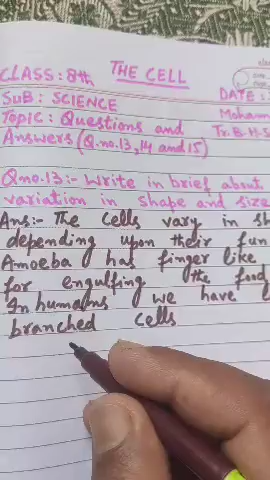 CLASS: 8th THE CELL
SUB: SCIENCE DATE:
Topic: Questions and
Answers (Q.no.13, 14 and 15)
Q.no.13:- Write in brief about
variation in shape and size
Ans:- The cells vary in sh
depending upon their fun
Amoeba has finger like
for engulfing the food
In humans we have
branched cells